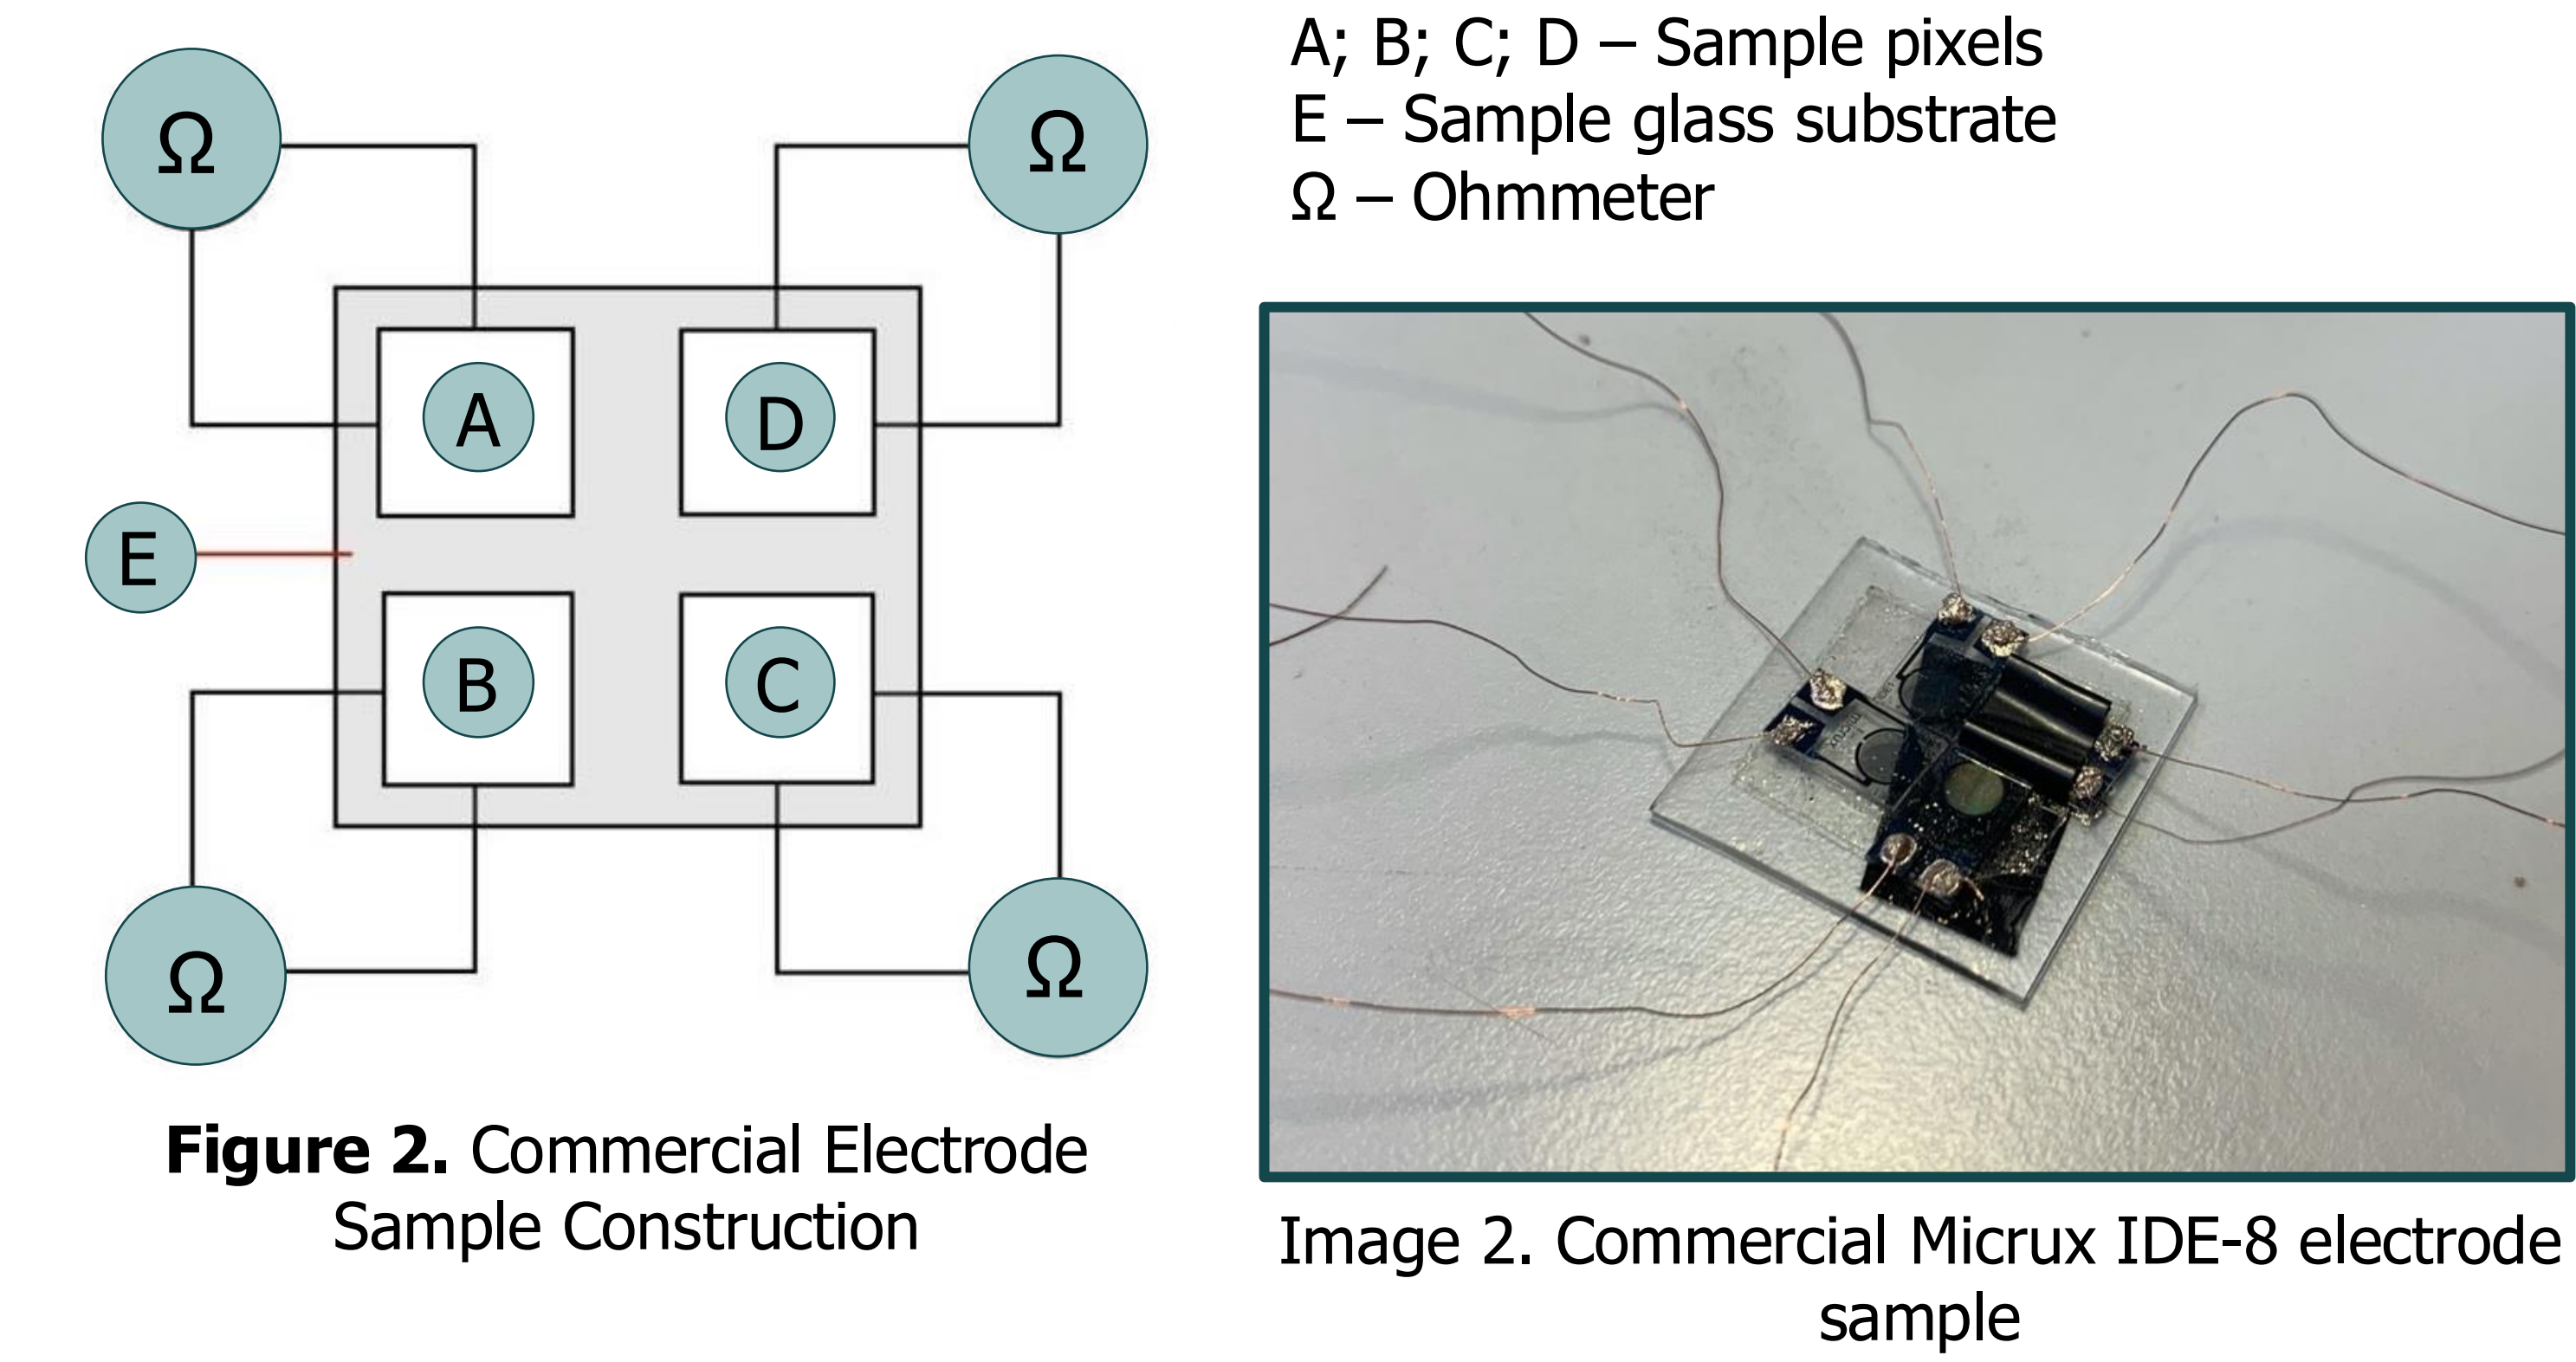 A; B; C; D – Sample pixels
E – Sample glass substrate
Ω – Ohmmeter
Ω
Ω
A
D
E
B
C
Ω
Ω
micrux
Figure 2. Commercial Electrode
Sample Construction
Image 2. Commercial Micrux IDE-8 electrode
sample